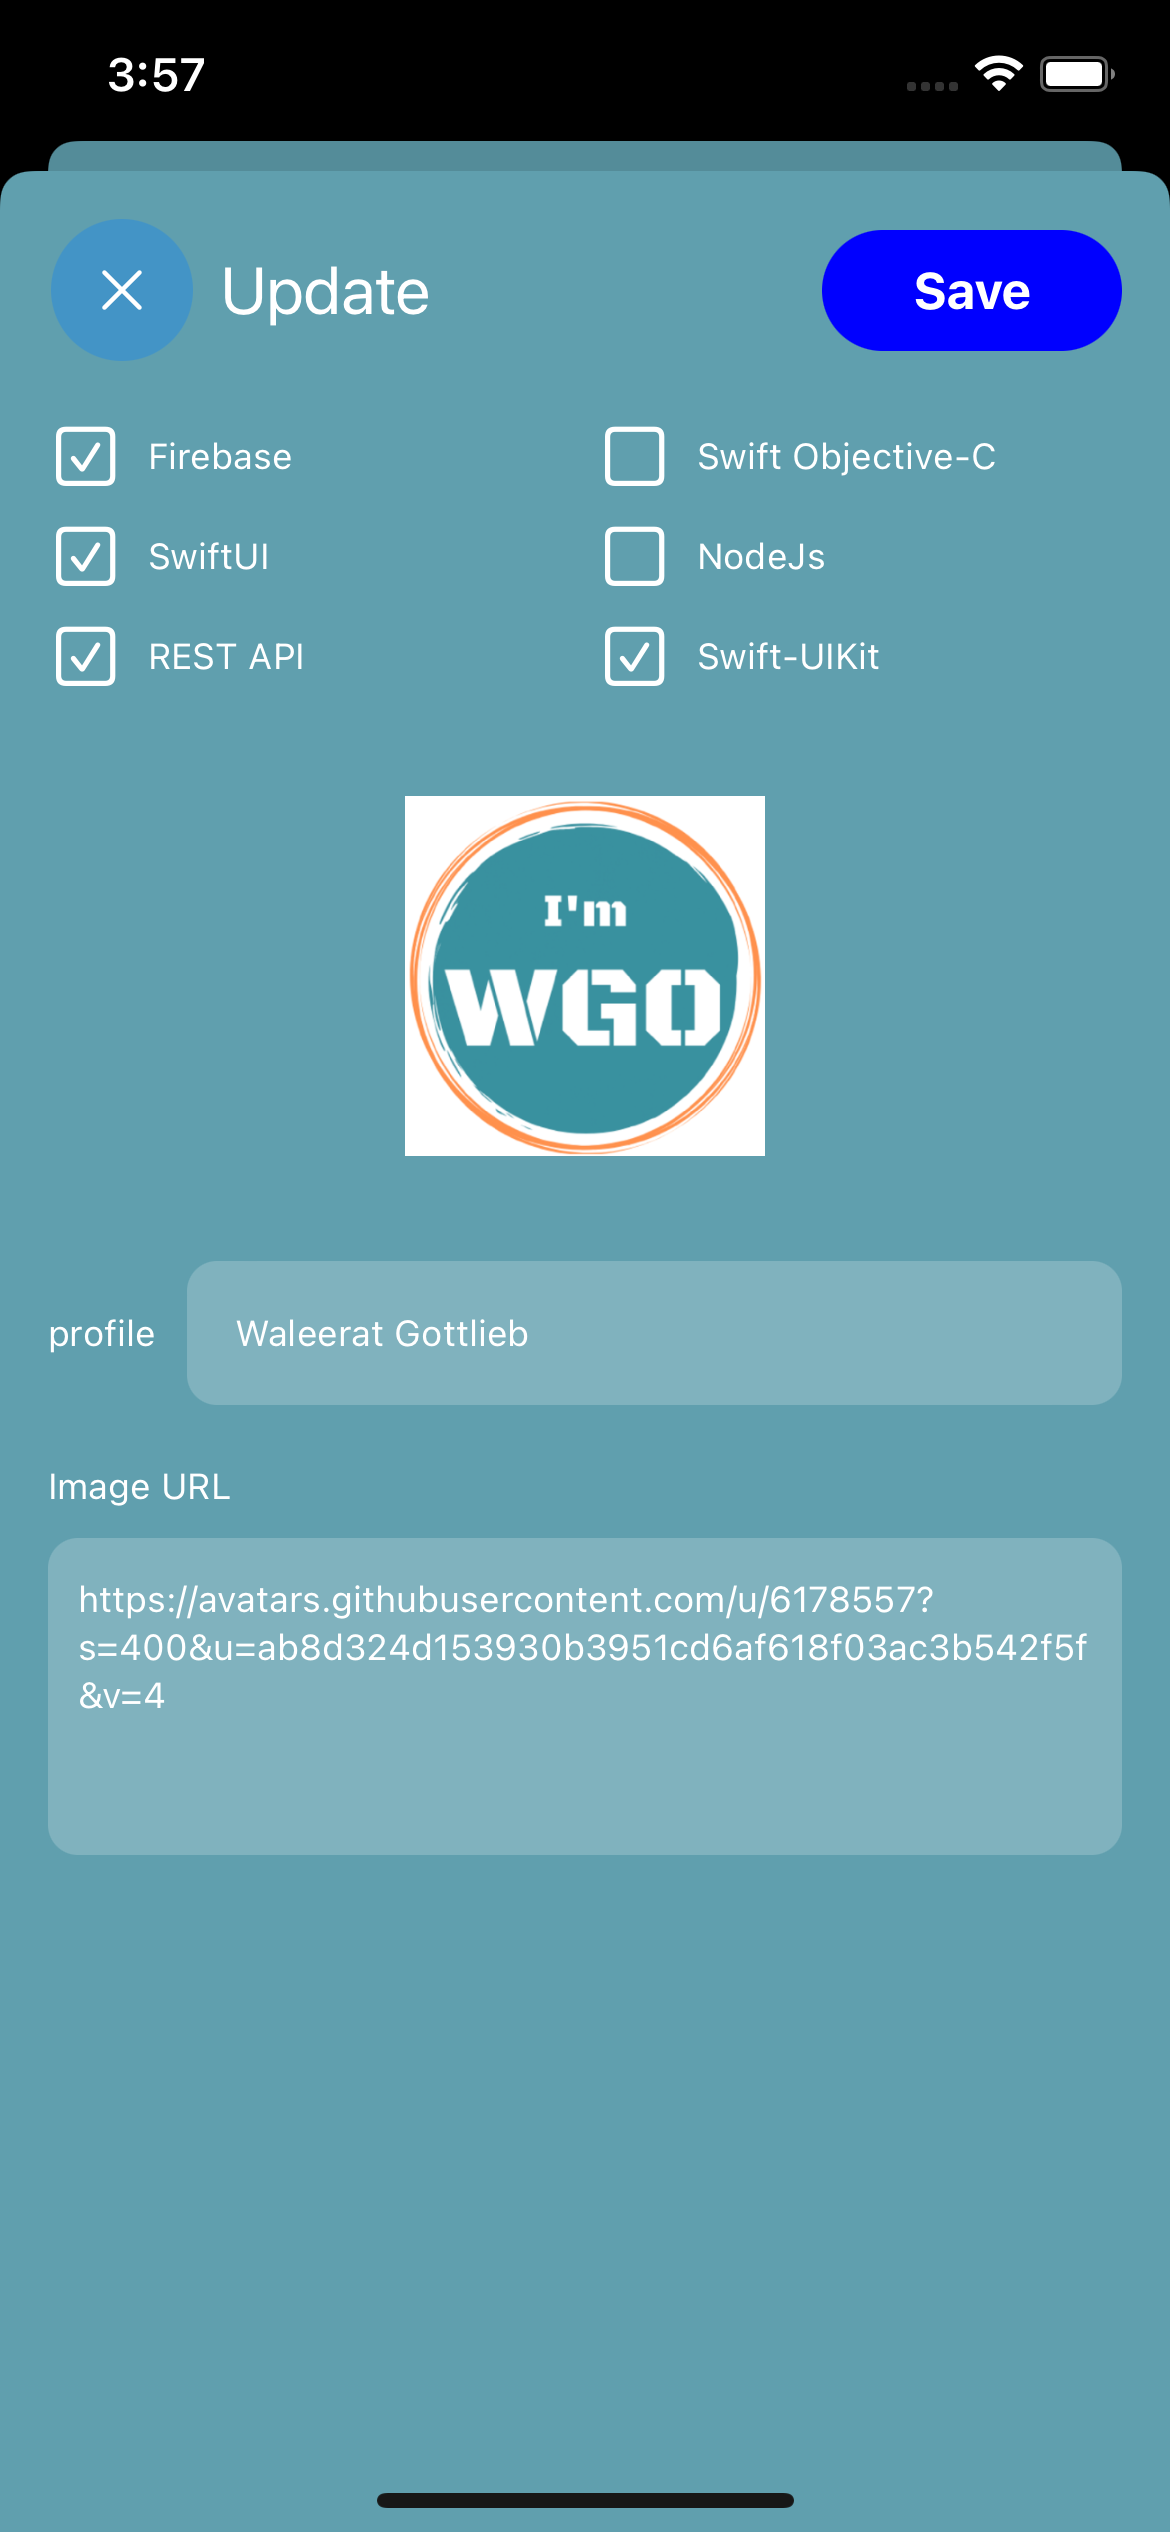 3:57
Update
Save
Firebase
Swift Objective-C
SwiftUI
NodeJs
REST API
Swift-UIKit
I'm
WGO
profile
Waleerat Gottlieb
Image URL
https://avatars.githubusercontent.com/u/6178557?
s=400&u=ab8d324d153930b3951cd6af618f03ac3b542f5f
&v=4